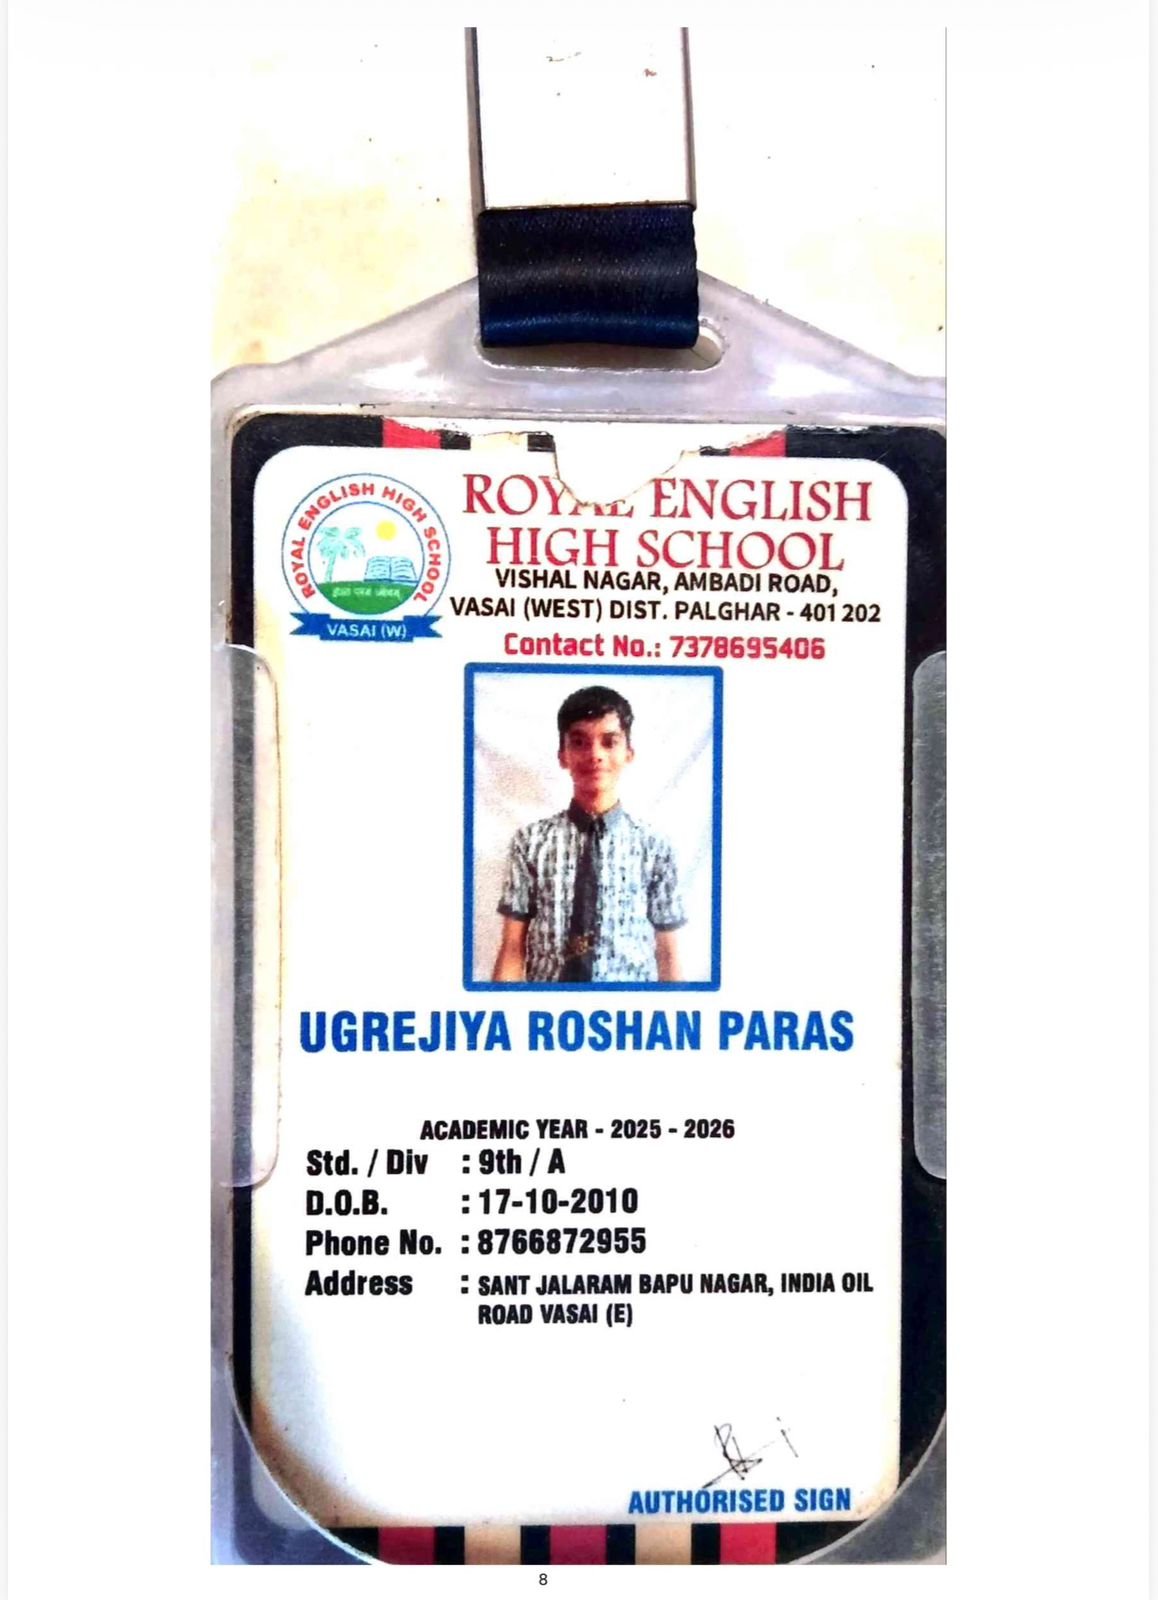 ROYAL ENGLISH
HIGH SCHOOL
VISHAL NAGAR, AMBADI ROAD,
VASAI (WEST) DIST. PALGHAR - 401 202
Contact No.: 7378695406
ROYAL ENGLISH HIGH SCHOOL
VASAI (W)
UGREJIYA ROSHAN PARAS
ACADEMIC YEAR - 2025 - 2026
Std. / Div : 9th / A
D.O.B. : 17-10-2010
Phone No. : 8766872955
Address : SANT JALARAM BAPU NAGAR, INDIA OIL
ROAD VASAI (E)
AUTHORISED SIGN
8